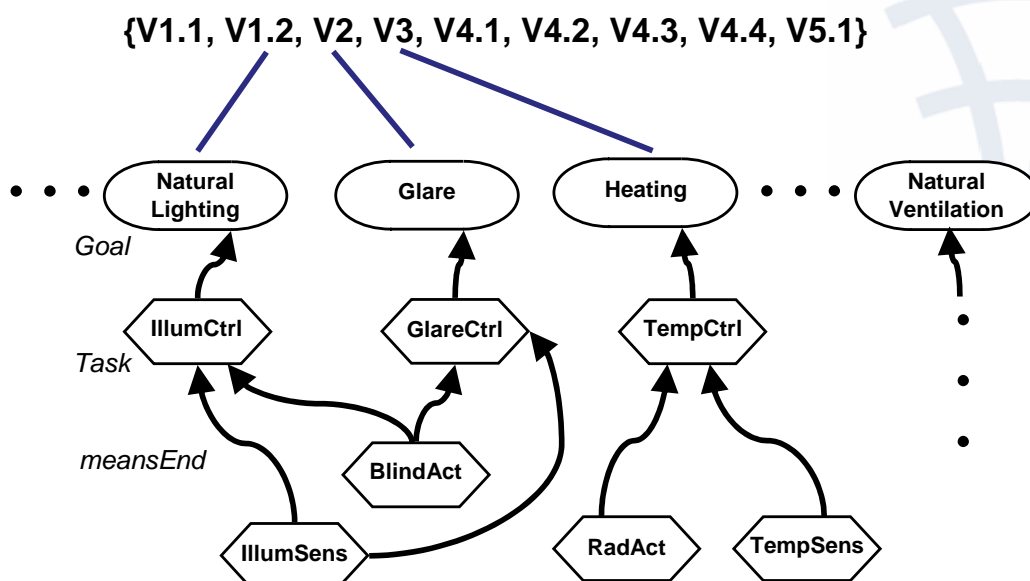 {V1.1, V1.2, V2, V3, V4.1, V4.2, V4.3, V4.4, V5.1}
Natural
Lighting
Glare
Heating
Natural
Ventilation
Goal
IllumCtrl
GlareCtrl
TempCtrl
Task
meansEnd
BlindAct
IllumSens
RadAct
TempSens